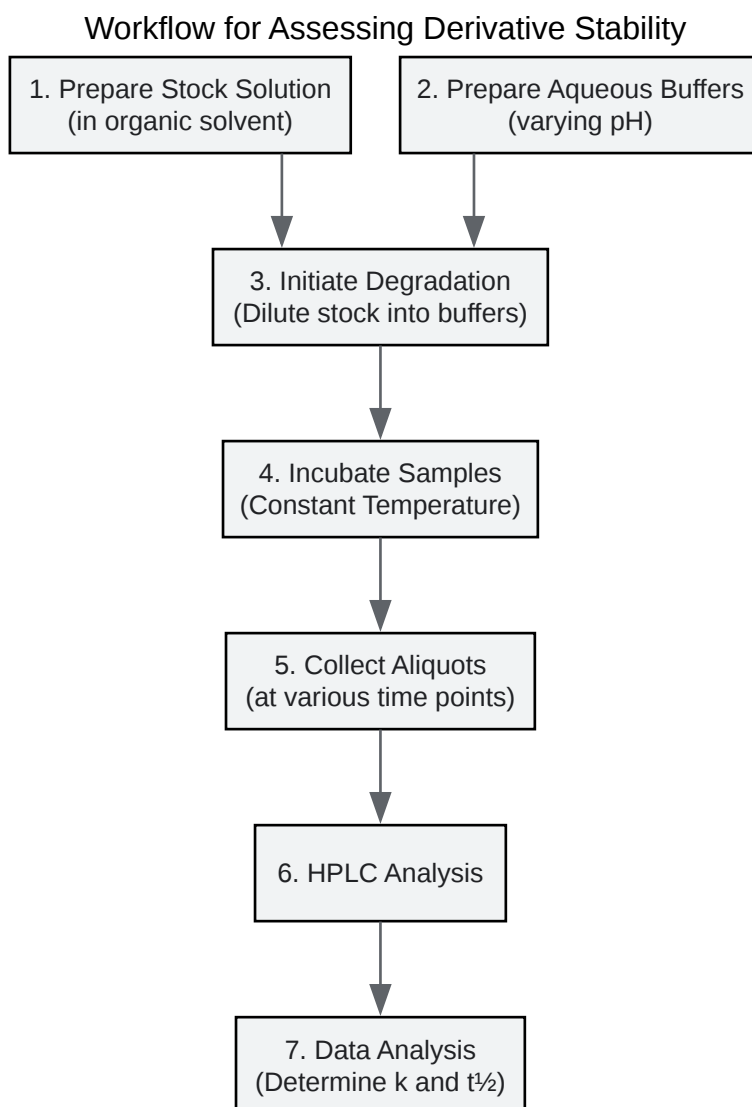 Workflow for Assessing Derivative Stability
1. Prepare Stock Solution
(in organic solvent)
2. Prepare Aqueous Buffers
(varying pH)
3. Initiate Degradation
(Dilute stock into buffers)
4. Incubate Samples
(Constant Temperature)
5. Collect Aliquots
(at various time points)
6. HPLC Analysis
7. Data Analysis
(Determine k and t½)